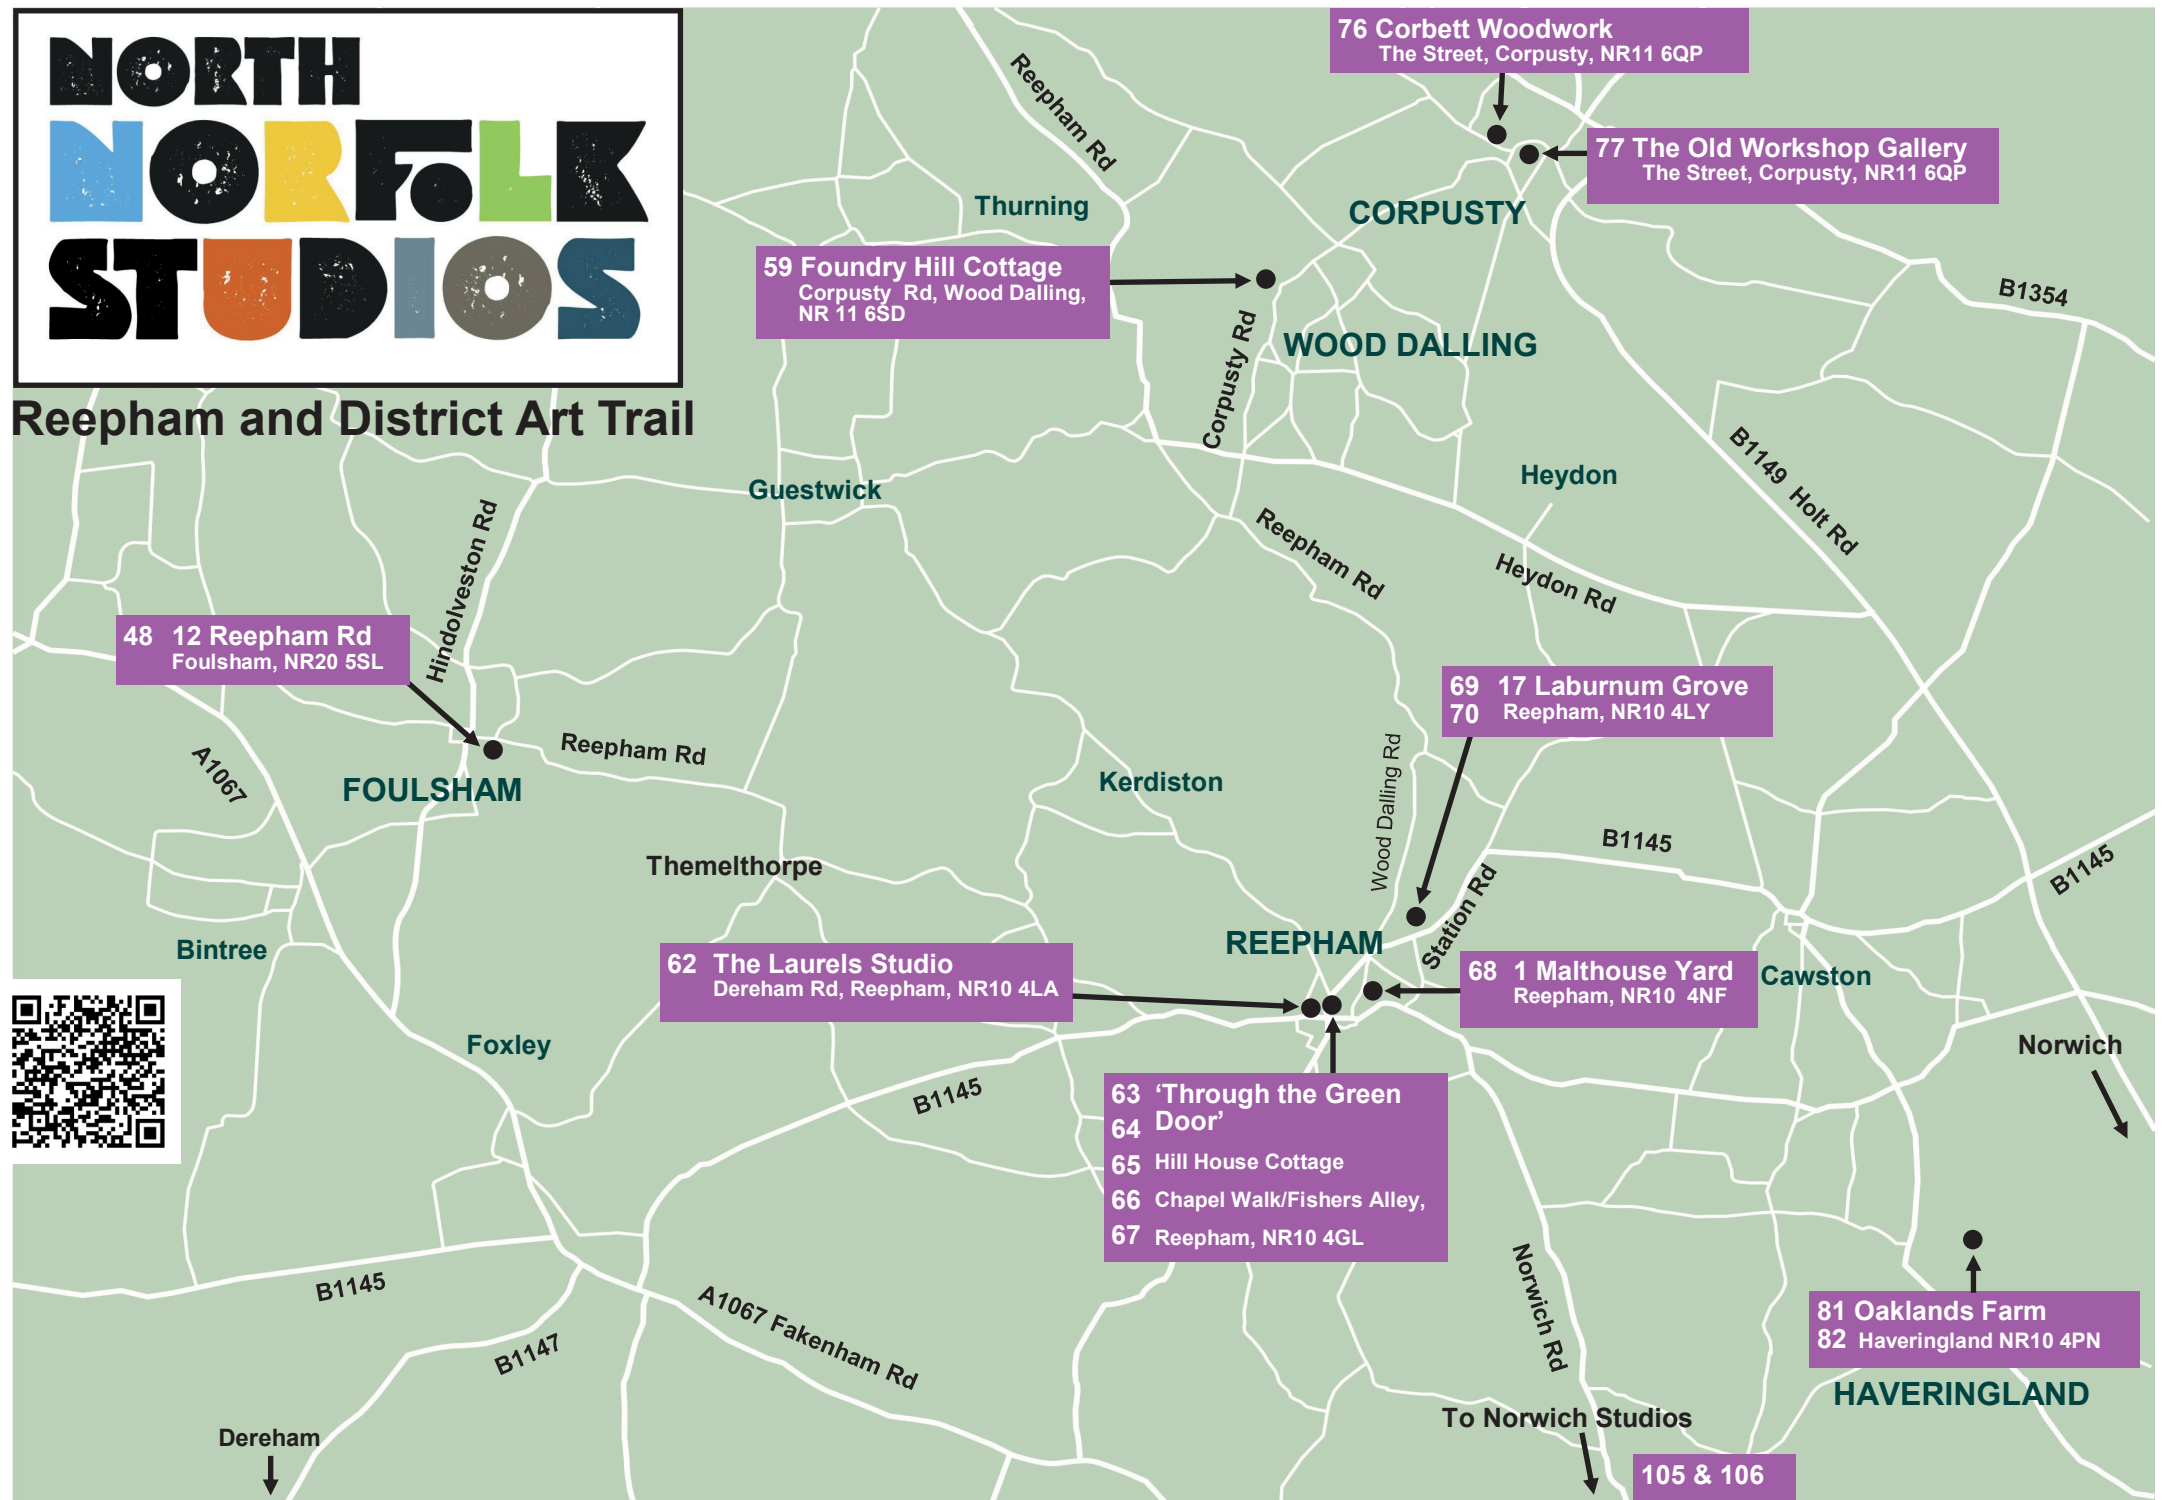 NORTH
NORFOLK
STUDIOS
Reepham and District Art Trail
76 Corbett Woodwork
The Street, Corpusty, NR11 6QP
77 The Old Workshop Gallery
The Street, Corpusty, NR11 6QP
Reepham Rd
Thurning
CORPUSTY
59 Foundry Hill Cottage
Corpusty Rd, Wood Dalling,
NR 11 6SD
B1354
Corpusty Rd
WOOD DALLING
B1149 Holt Rd
Heydon
Guestwick
Hindolveston Rd
Reepham Rd
Heydon Rd
48 12 Reepham Rd
Foulsham, NR20 5SL
69 17 Laburnum Grove
70 Reepham, NR10 4LY
A1067
Reepham Rd
FOULSHAM
Kerdiston
Wood Dalling Rd
B1145
B1145
Themelthorpe
Station Rd
Bintree
REEPHAM
62 The Laurels Studio
Dereham Rd, Reepham, NR10 4LA
68 1 Malthouse Yard
Reepham, NR10 4NF
Cawston
Foxley
Norwich
B1145
63 ‘Through the Green
64 Door’
65 Hill House Cottage
66 Chapel Walk/Fishers Alley,
67 Reepham, NR10 4GL
B1145
B1147
A1067 Fakenham Rd
Norwich Rd
81 Oaklands Farm
82 Haveringland NR10 4PN
HAVERINGLAND
To Norwich Studios
Dereham
105 & 106